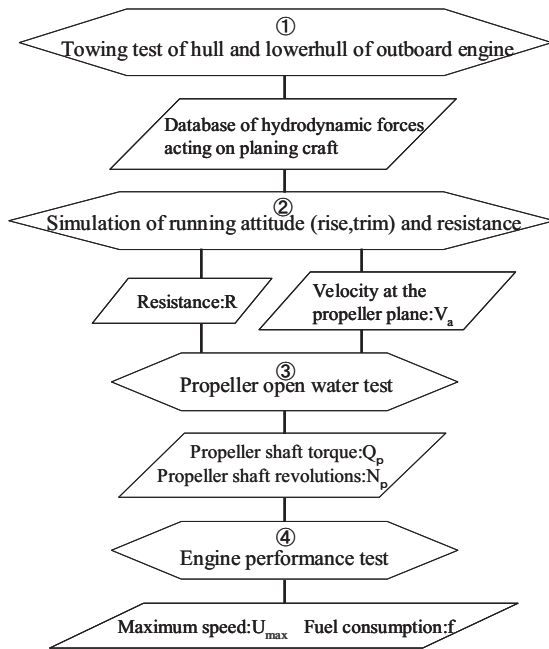 ①
Towing test of hull and lowerhull of outboard engine
Database of hydrodynamic forces
acting on planing craft
②
Simulation of running attitude (rise,trim) and resistance
Resistance:R
Velocity at the
propeller plane:Va
③
Propeller open water test
Propeller shaft torque:Qp
Propeller shaft revolutions:Np
④
Engine performance test
Maximum speed:Umax Fuel consumption:f